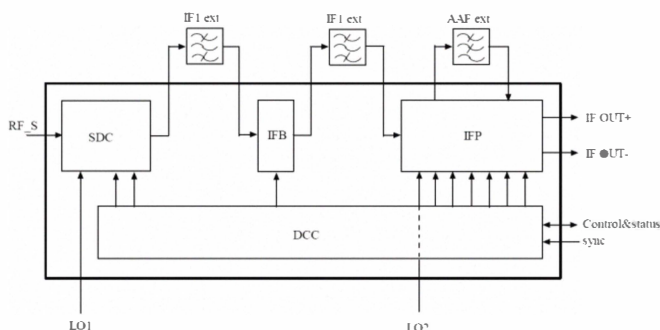 IF1 ext
IF1 ext
AAF ext
RF_S
SDC
IFB
IFP
IF OUT+
IF OUT-
DCC
Control&status
sync
LO1
LO2